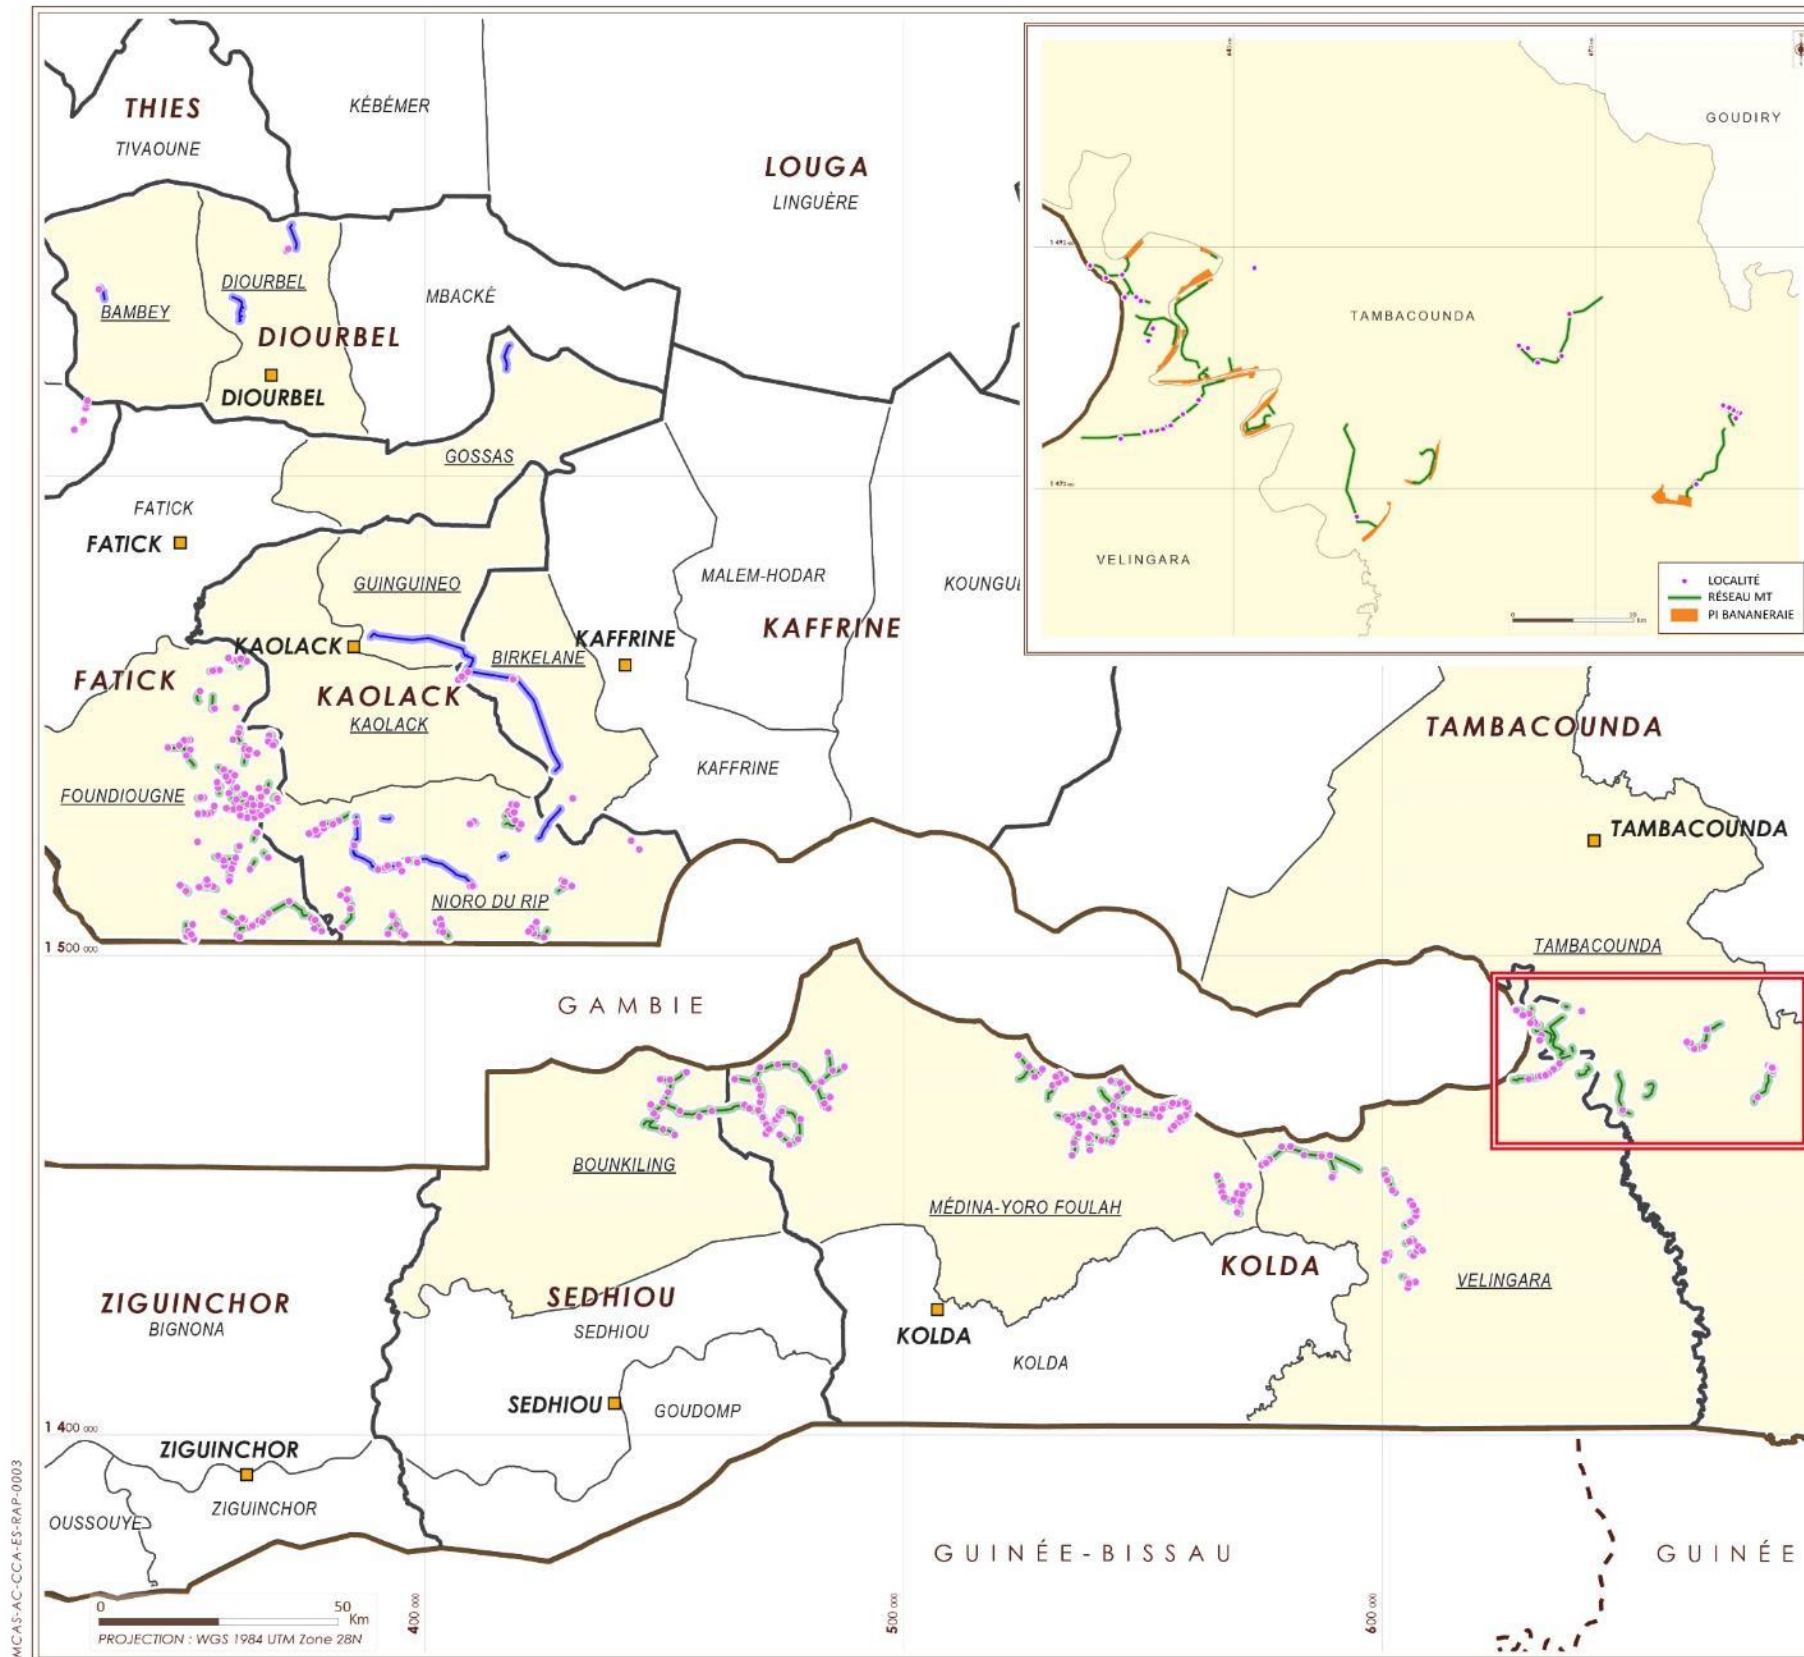 THIES
KÉBÉMER
TIVAOUNE
LOUGA
LINGUÈRE
DIOURBEL
BAMBEY
MBACKÉ
DIOURBEL
DIOURBEL
GOSSAS
FATICK
FATICK
GUINGUINEO
MALEM-HODAR
KOUNGU
KAOLACK
BIRKELANE
KAFFRINE
KAFFRINE
FATICK
KAOLACK
KAOLACK
KAFFRINE
FOUNDIOUGNE
NIORO DU RIP
GOUDIRY
TAMBACOUNDA
VELINGARA
LOCALITÉ
RÉSEAU MT
PI BANANERAIE
TAMBACOUNDA
TAMBACOUNDA
TAMBACOUNDA
1 500 000
GAMBIE
BOUNKILING
MÉDINA-YORO FOULAH
KOLDA
VELINGARA
ZIGUINCHOR
BIGNONA
SEDHIOU
SEDHIOU
KOLDA
KOLDA
SEDHIOU
GOUDOMP
1 400 000
ZIGUINCHOR
ZIGUINCHOR
OUSSOUYE
GUINÉE-BISSAU
GUINÉE
0 50
Km
PROJECTION : WGS 1984 UTM Zone 28N
400 000
500 000
600 000
MCAS-AC-CCA-ES-RAP-0003